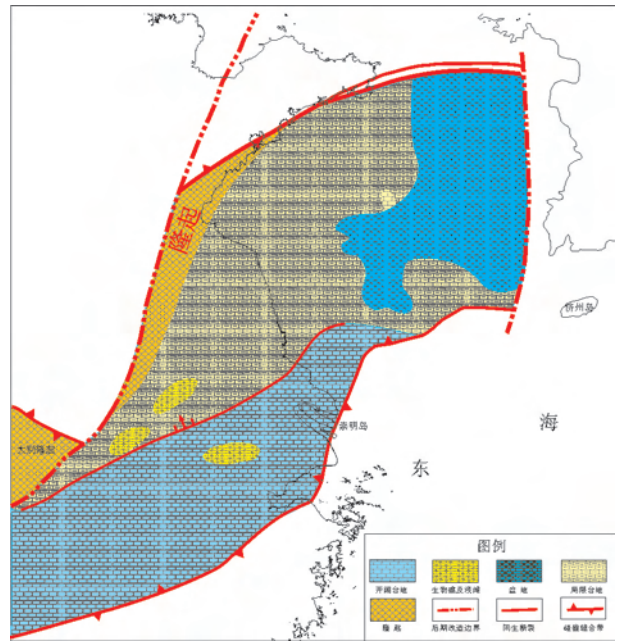 隆起
济州岛
大别隆起
崇明岛
海
东
图例
开阔台地
生物礁及浅滩
盆地
局限台地
隆起
后期改造边界
同生断裂
碰撞缝合带